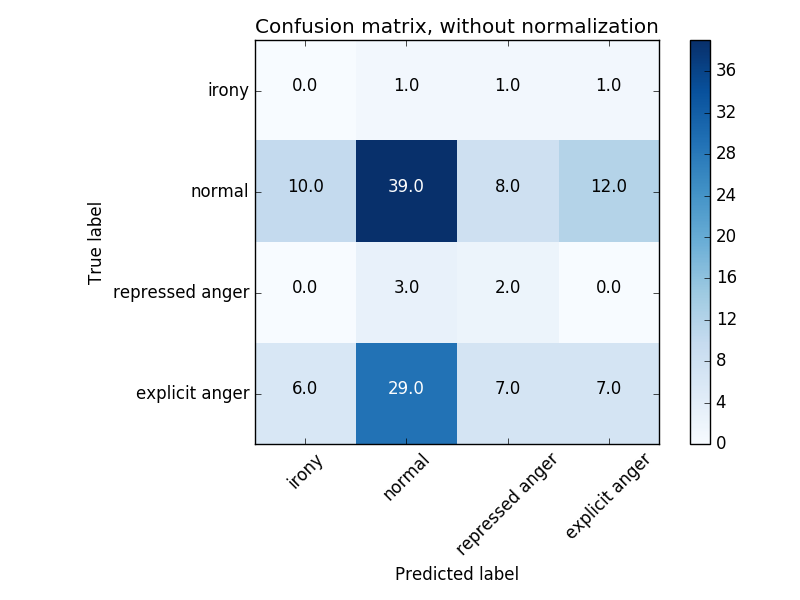 Confusion matrix, without normalization
irony 0.0 1.0 1.0 1.0
normal 10.0 39.0 8.0 12.0
repressed anger 0.0 3.0 2.0 0.0
explicit anger 6.0 29.0 7.0 7.0
True label
irony normal repressed anger explicit anger
Predicted label
36
32
28
24
20
16
12
8
4
0